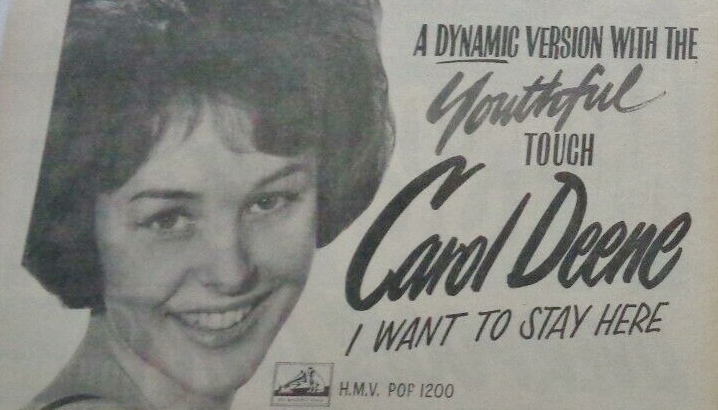 A DYNAMIC VERSION WITH THE
Youthful
TOUCH
Carol Deene
I WANT TO STAY HERE
H.M.V. POP 1200